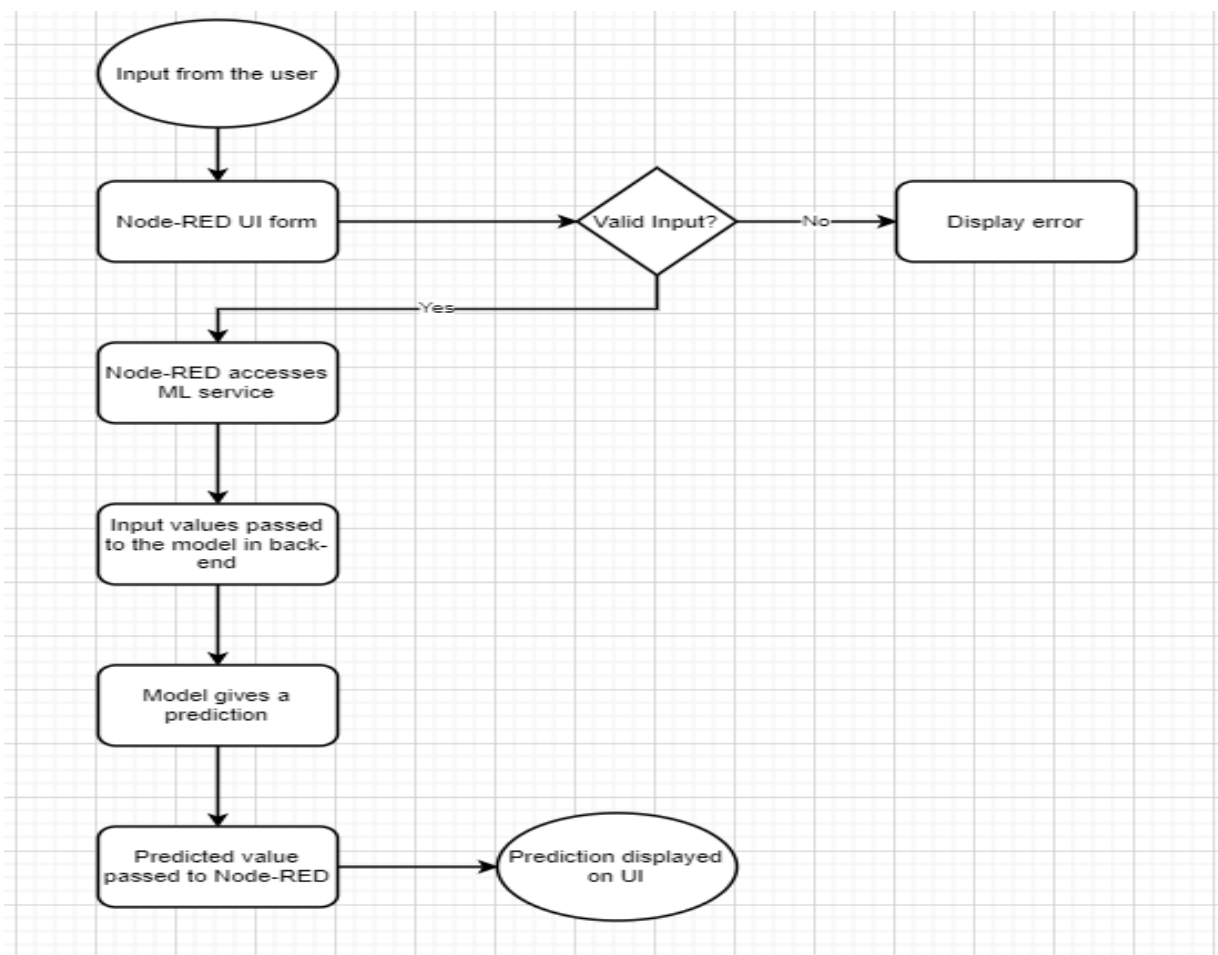 Input from the user
Node-RED UI form
Valid Input?
No
Display error
Yes
Node-RED accesses
ML service
Input values passed
to the model in back-
end
Model gives a
prediction
Predicted value
passed to Node-RED
Prediction displayed
on UI